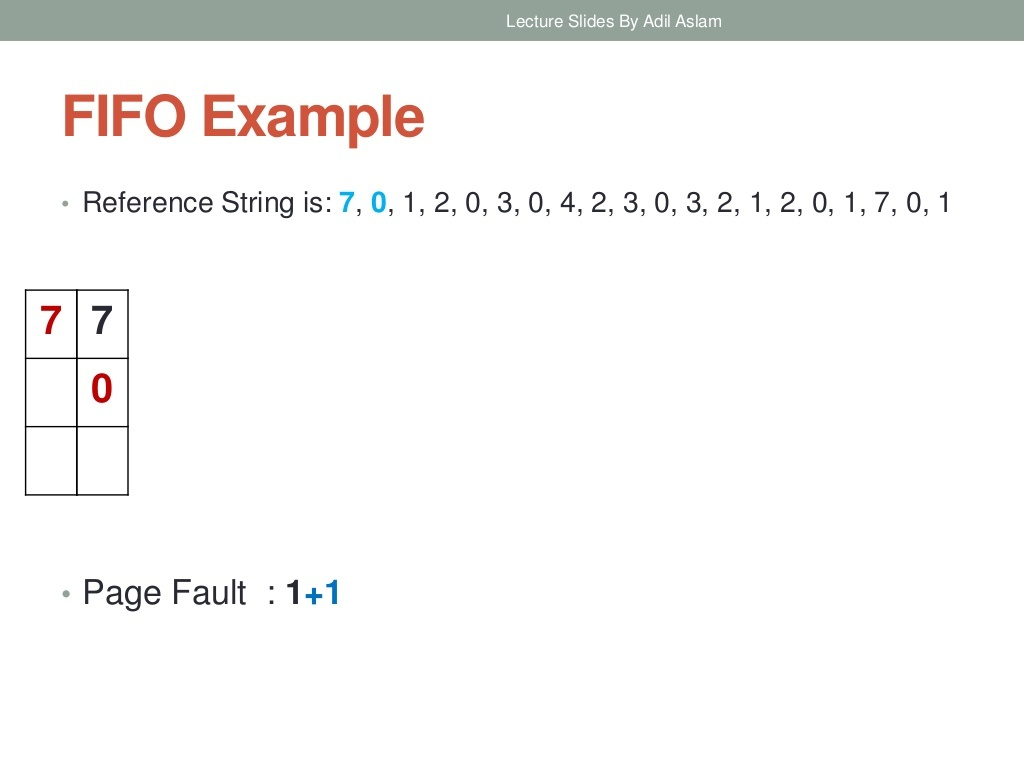 Lecture Slides By Adil Aslam
FIFO Example
• Reference String is: 7, 0, 1, 2, 0, 3, 0, 4, 2, 3, 0, 3, 2, 1, 2, 0, 1, 7, 0, 1
7 7
0
• Page Fault : 1+1